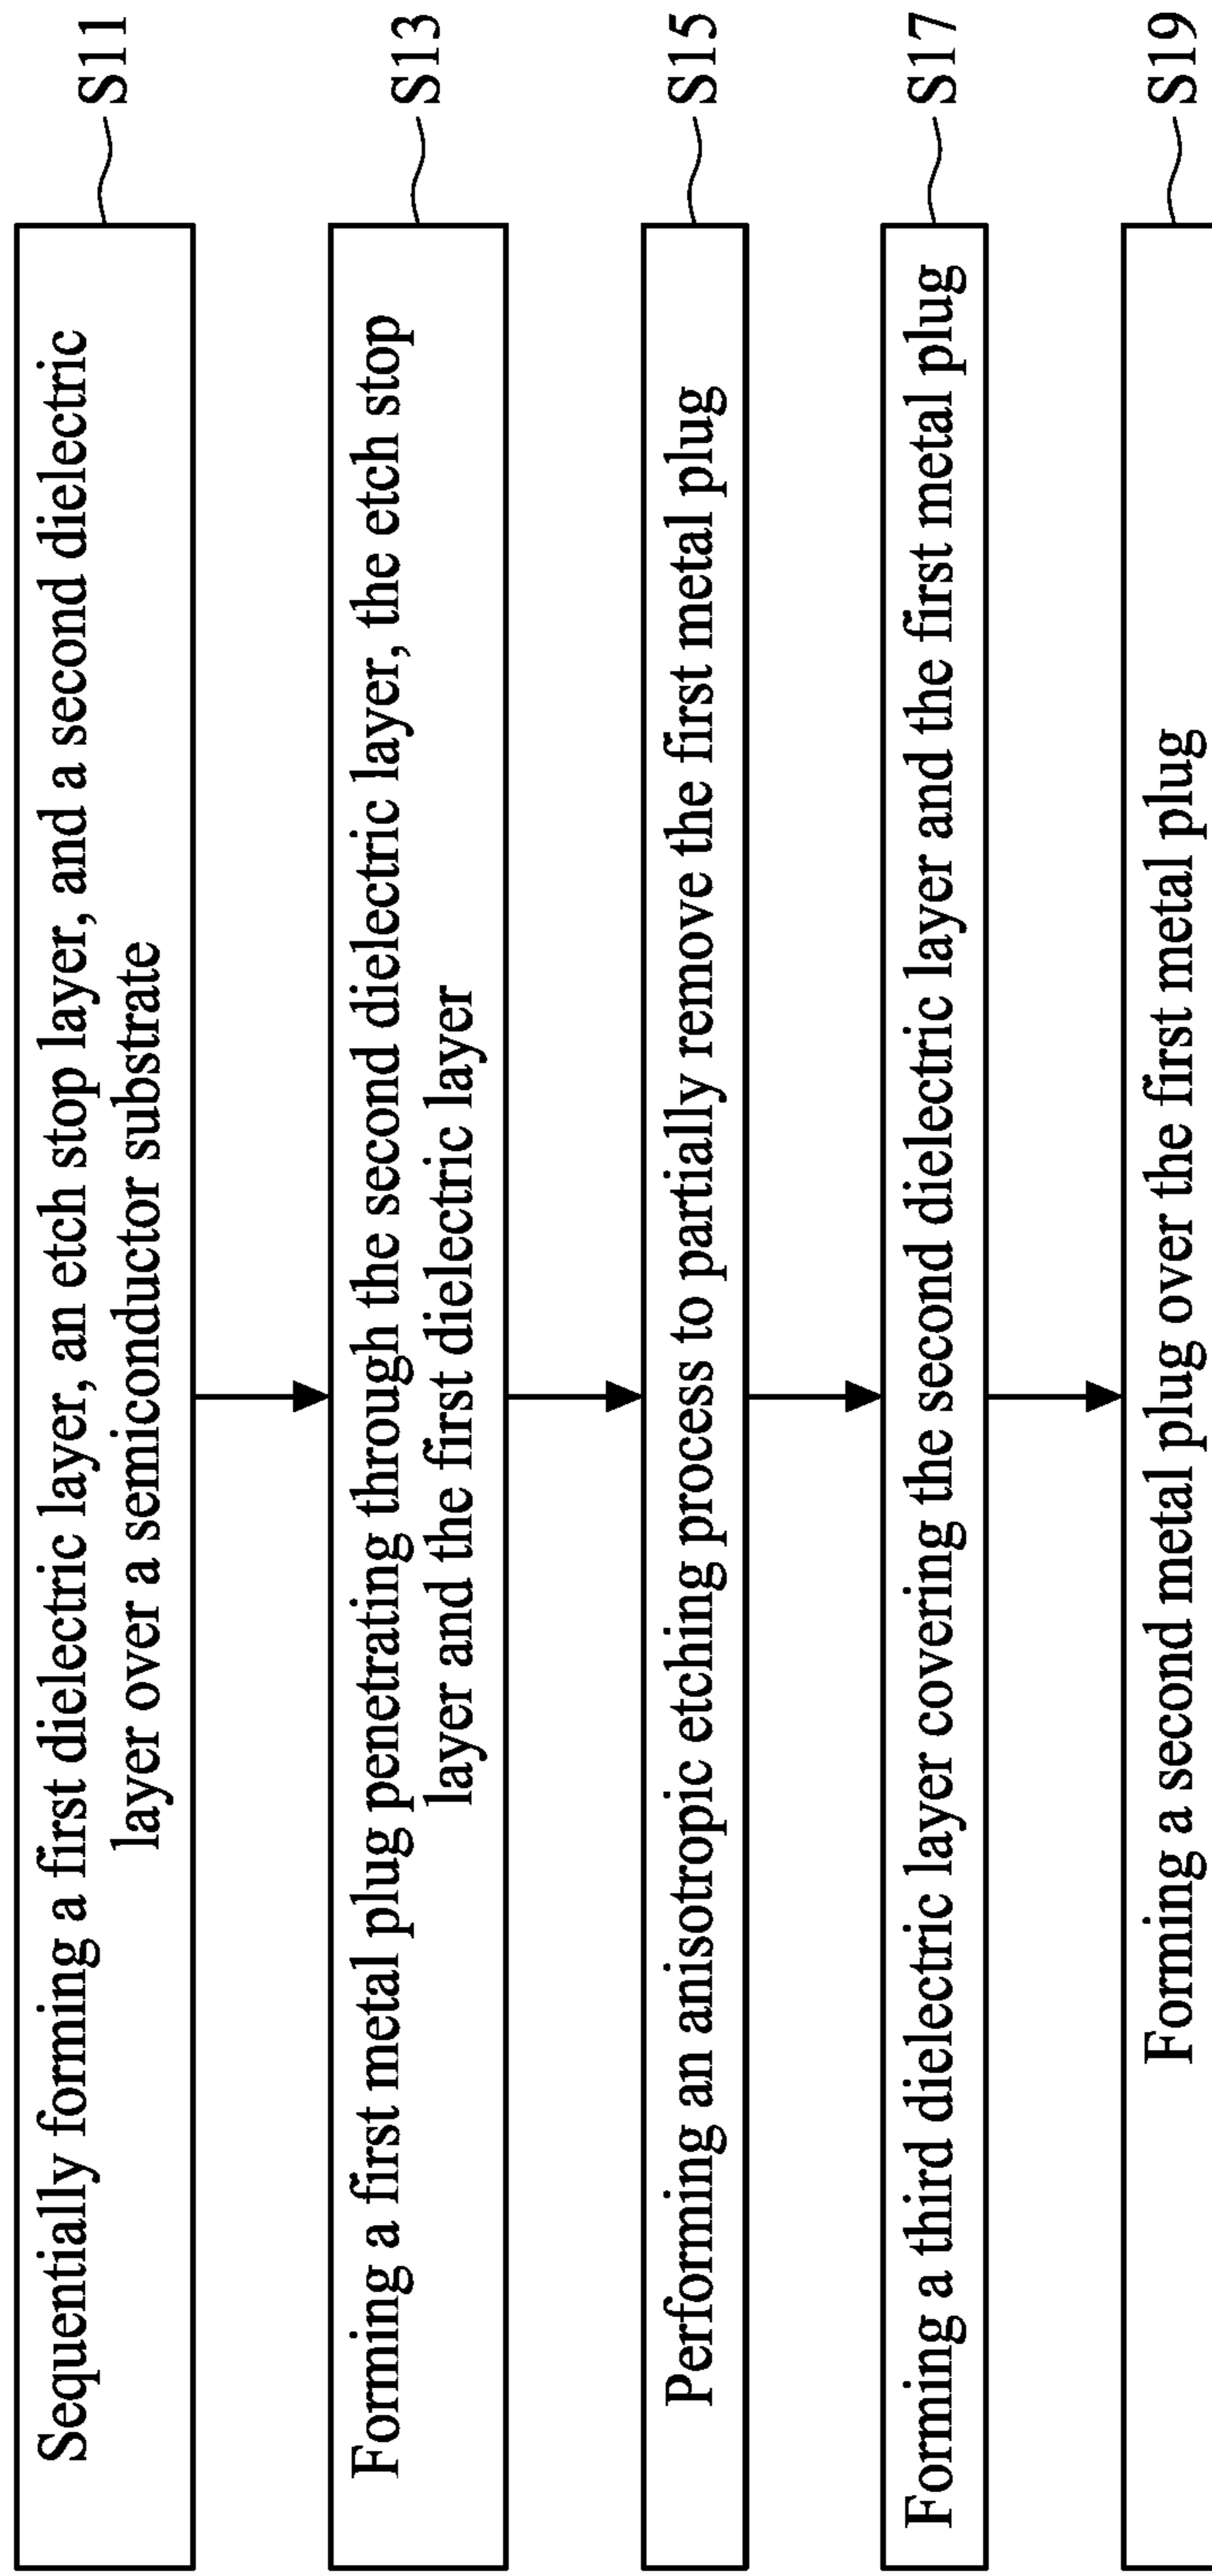 Sequentially forming a first dielectric layer, an etch stop layer, and a second dielectric
layer over a semiconductor substrate
S11
Forming a first metal plug penetrating through the second dielectric layer, the etch stop
layer and the first dielectric layer
S13
Performing an anisotropic etching process to partially remove the first metal plug
S15
Forming a third dielectric layer covering the second dielectric layer and the first metal plug
S17
Forming a second metal plug over the first metal plug
S19